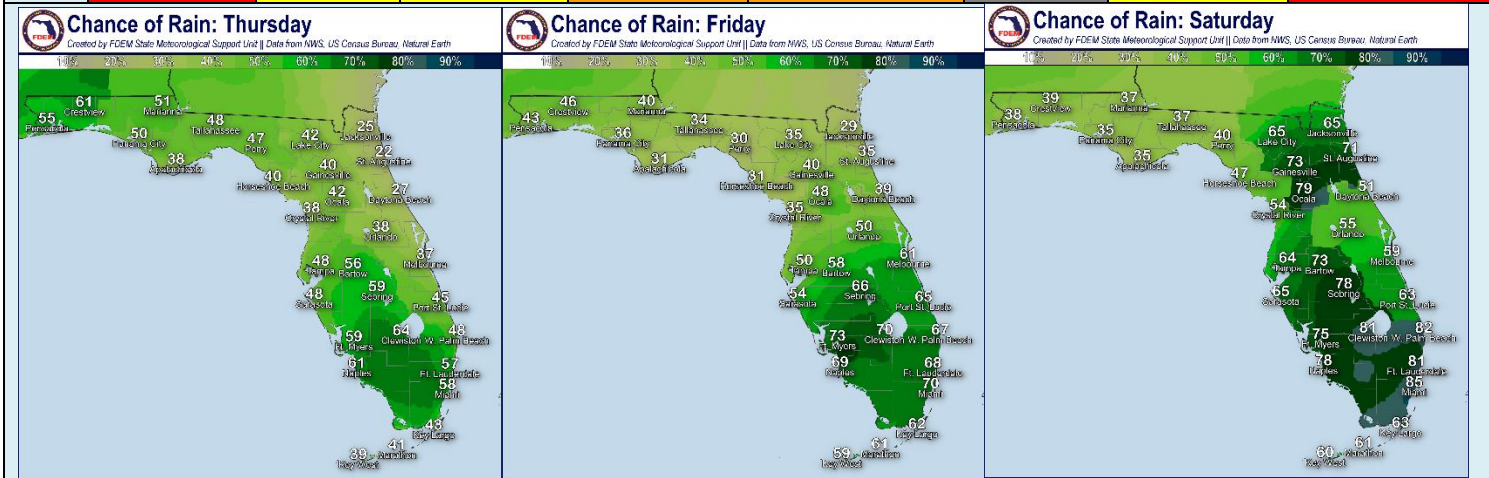 Chance of Rain: Thursday
Created by FDEM State Meteorological Support Unit || Data from NWS, US Census Bureau, Natural Earth
10% 20% 30% 40% 50% 60% 70% 80% 90%
61
Crestview
51
Marianna
55
Pensacola
50
Panama City
48
Tallahassee
38
Apalachicola
47
Perry
42
Lake City
25
Jacksonville
22
St. Augustine
40
Gainesville
40
Horseshoe Beach
42
Ocala
27
Daytona Beach
38
Crystal River
38
Orlando
37
Melbourne
48
Tampa
56
Bartow
59
Sebring
48
Sarasota
45
Port St. Lucie
59
Ft. Myers
64
Clewiston
48
W. Palm Beach
61
Naples
57
Ft. Lauderdale
58
Miami
43
Key Largo
41
Marathon
39
Key West
Chance of Rain: Friday
Created by FDEM State Meteorological Support Unit || Data from NWS, US Census Bureau, Natural Earth
10% 20% 30% 40% 50% 60% 70% 80% 90%
46
Crestview
40
Marianna
43
Pensacola
36
Panama City
34
Tallahassee
31
Apalachicola
30
Perry
35
Lake City
29
Jacksonville
35
St. Augustine
40
Gainesville
31
Horseshoe Beach
48
Ocala
39
Daytona Beach
35
Crystal River
50
Orlando
61
Melbourne
50
Tampa
58
Bartow
66
Sebring
54
Sarasota
65
Port St. Lucie
73
Ft. Myers
70
Clewiston
67
W. Palm Beach
69
Naples
68
Ft. Lauderdale
70
Miami
62
Key Largo
61
Marathon
59
Key West
Chance of Rain: Saturday
Created by FDEM State Meteorological Support Unit || Data from NWS, US Census Bureau, Natural Earth
10% 20% 30% 40% 50% 60% 70% 80% 90%
39
Crestview
37
Marianna
38
Pensacola
35
Panama City
37
Tallahassee
35
Apalachicola
40
Perry
65
Lake City
65
Jacksonville
71
St. Augustine
73
Gainesville
47
Horseshoe Beach
79
Ocala
51
Daytona Beach
54
Crystal River
55
Orlando
59
Melbourne
64
Tampa
73
Bartow
78
Sebring
65
Sarasota
63
Port St. Lucie
75
Ft. Myers
81
Clewiston
82
W. Palm Beach
78
Naples
81
Ft. Lauderdale
85
Miami
63
Key Largo
61
Marathon
60
Key West